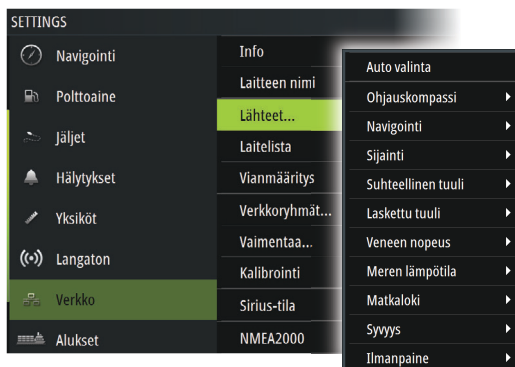 SETTINGS
Navigointi
Polttoaine
Jäljet
Hälytykset
Yksiköt
Langaton
Verkko
Alukset
Info
Laitteen nimi
Lähteet...
Laitelista
Vianmääritys
Verkkoryhmät...
Vaimentaa...
Kalibrointi
Sirius-tila
NMEA2000
Auto valinta
Ohjauskompassi
Navigointi
Sijainti
Suhteellinen tuuli
Laskettu tuuli
Veneen nopeus
Meren lämpötila
Matkaloki
Syvyys
Ilmanpaine